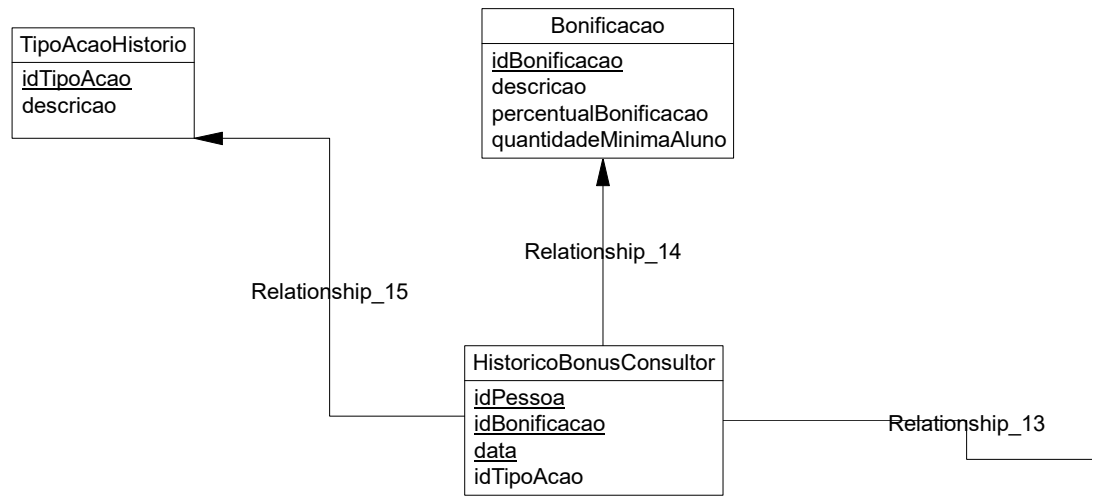 TipoAcaoHistorio
idTipoAcao
descricao
Bonificacao
idBonificacao
descricao
percentualBonificacao
quantidadeMinimaAluno
Relationship_14
Relationship_15
HistoricoBonusConsultor
idPessoa
idBonificacao
data
idTipoAcao
Relationship_13